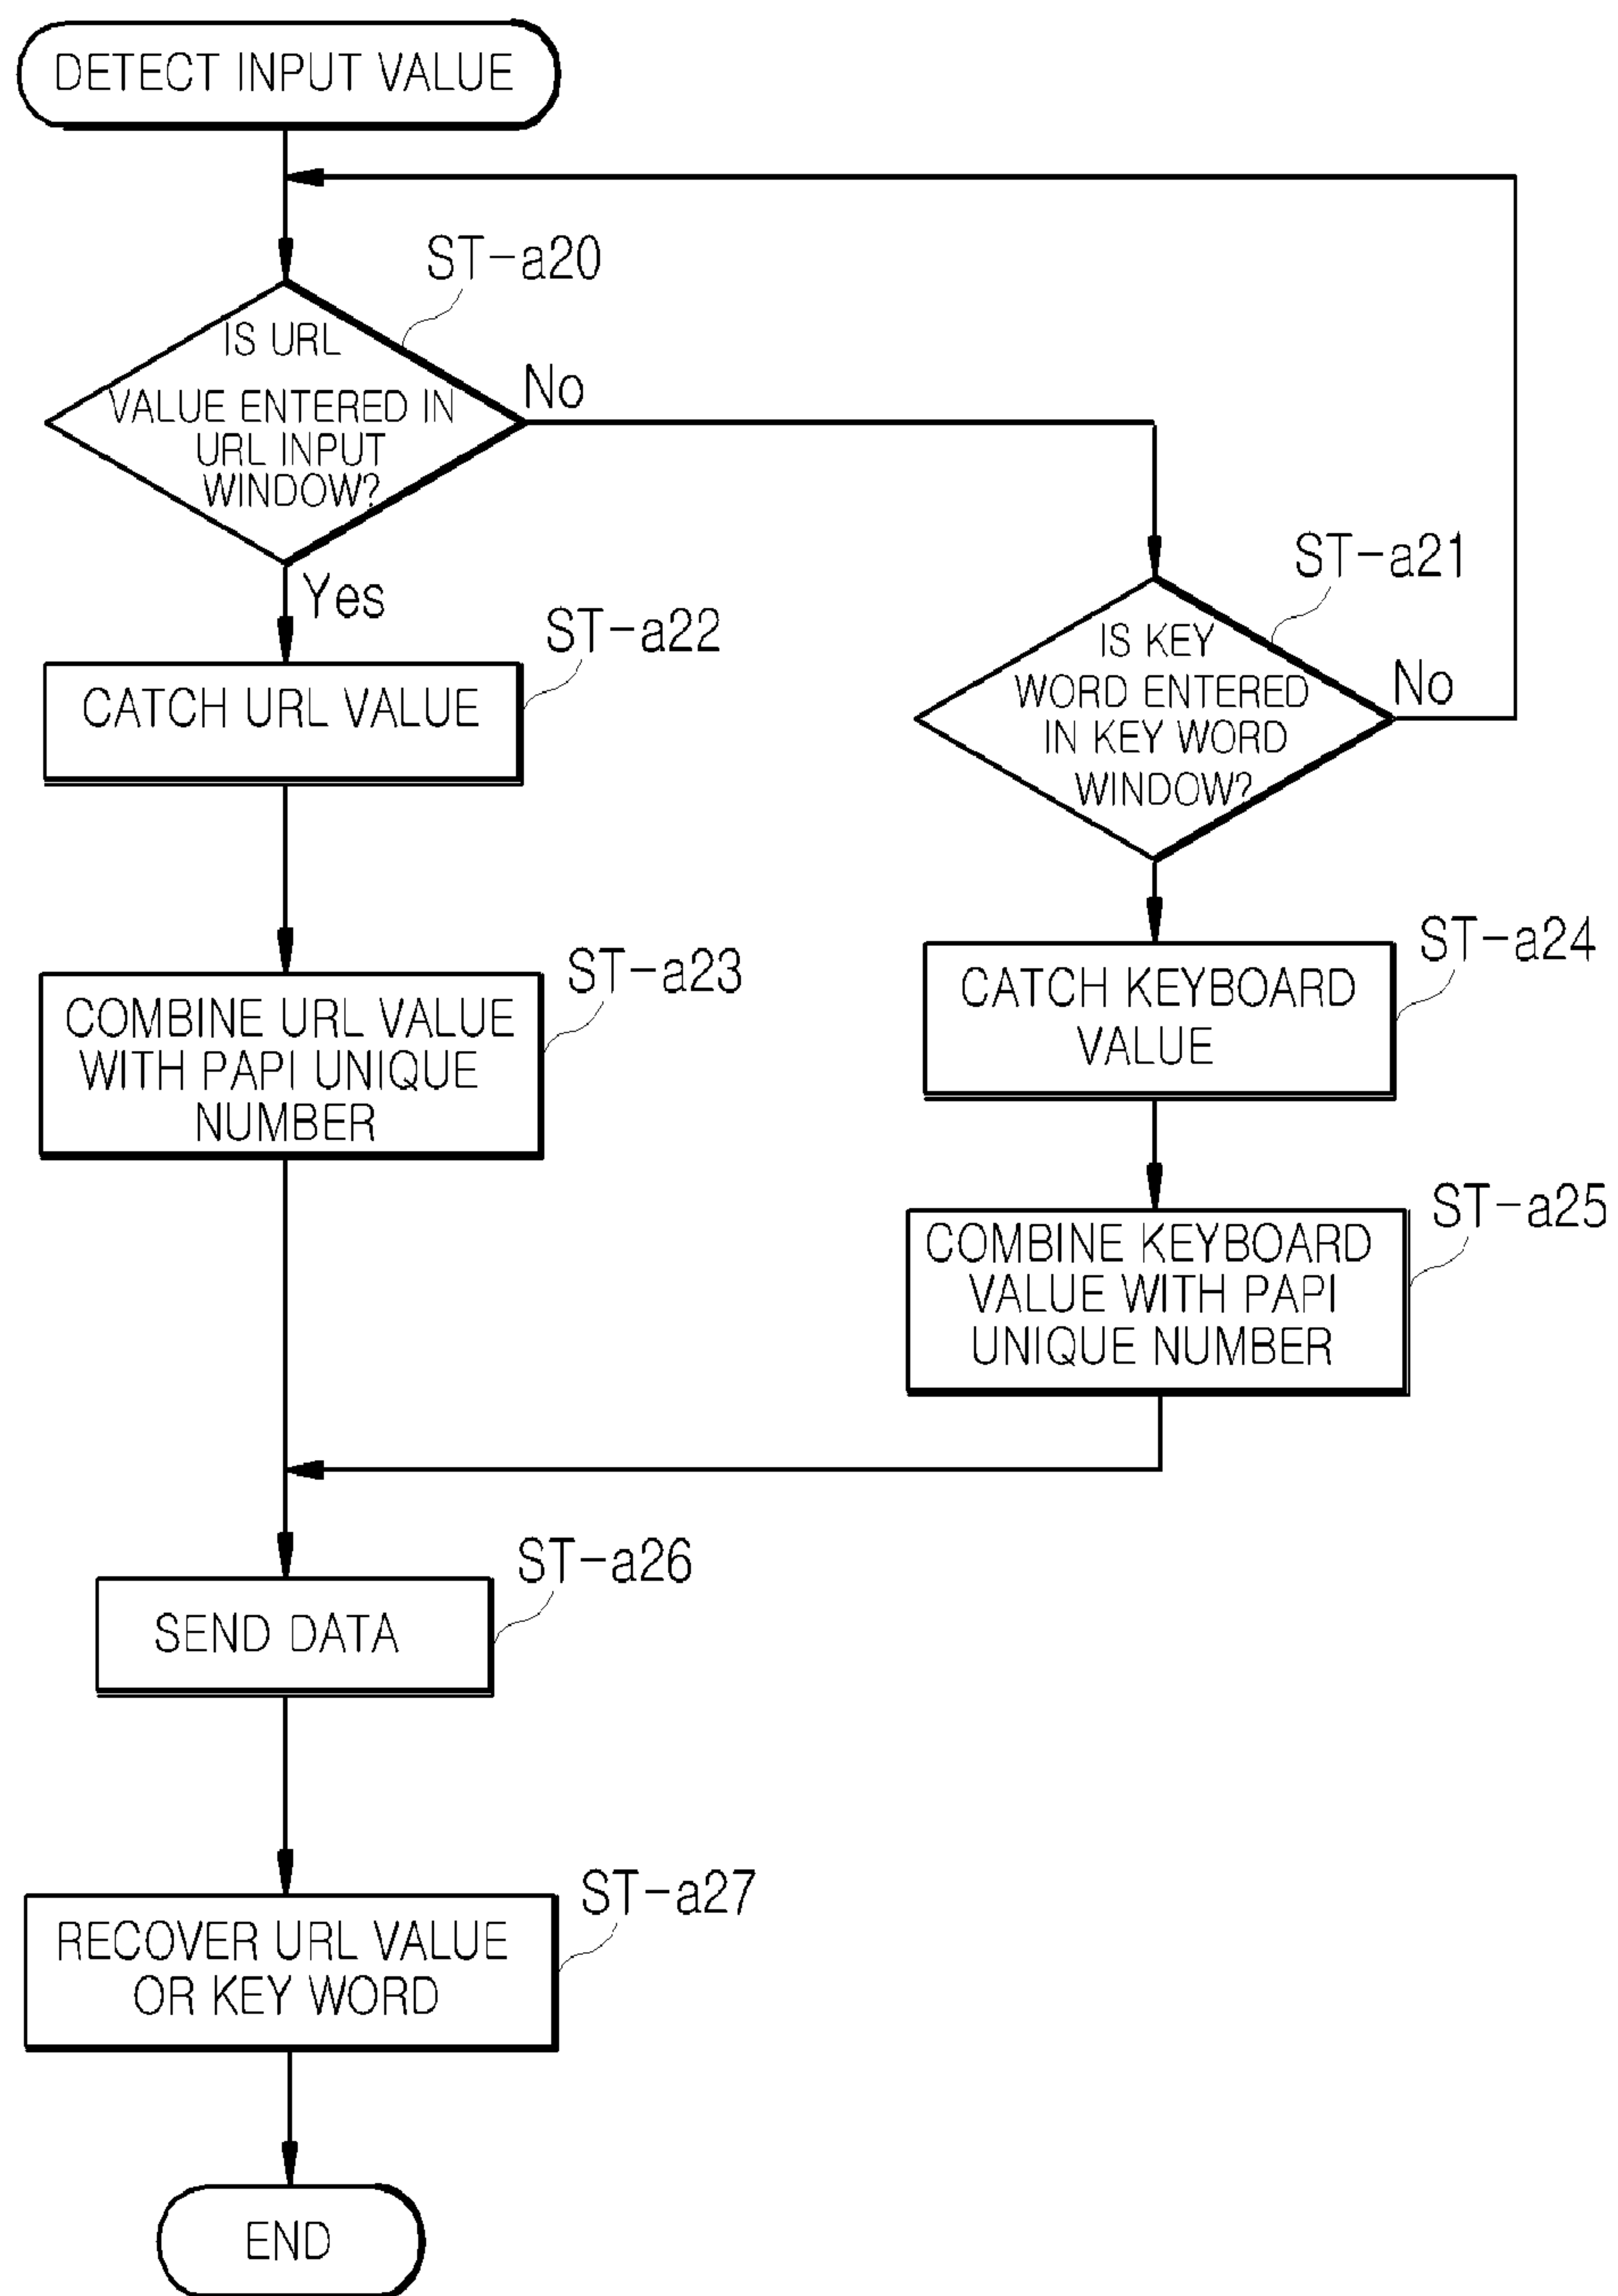 DETECT INPUT VALUE
ST-a20
IS URL
VALUE ENTERED IN
URL INPUT
WINDOW?
No
Yes
ST-a21
IS KEY
WORD ENTERED
IN KEY WORD
WINDOW?
No
ST-a22
CATCH URL VALUE
ST-a23
COMBINE URL VALUE
WITH PAPI UNIQUE
NUMBER
ST-a24
CATCH KEYBOARD
VALUE
ST-a25
COMBINE KEYBOARD
VALUE WITH PAPI
UNIQUE NUMBER
ST-a26
SEND DATA
ST-a27
RECOVER URL VALUE
OR KEY WORD
END